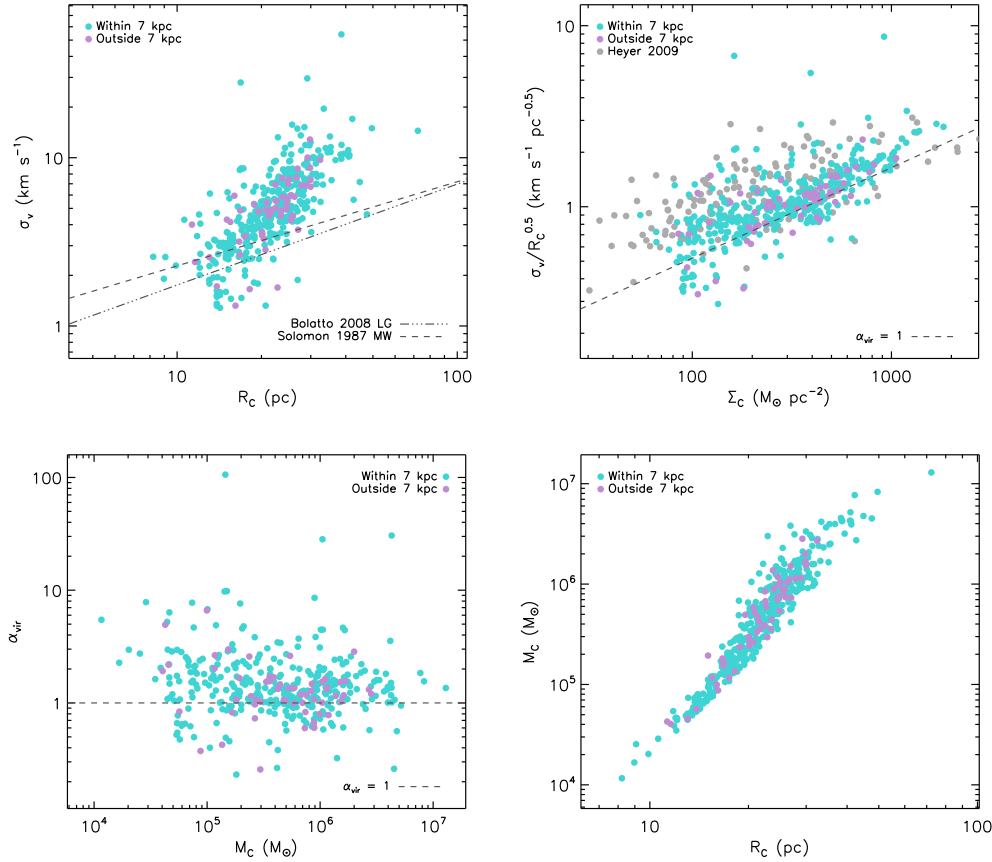 Within 7 kpc
Outside 7 kpc
10
1
σv (km s−1)
Bolatto 2008 LG
Solomon 1987 MW
10
100
RC (pc)
Within 7 kpc
Outside 7 kpc
Heyer 2009
10
1
σv/RC0.5 (km s−1 pc−0.5)
αvir = 1
100
1000
ΣC (M⊙ pc−2)
Within 7 kpc
Outside 7 kpc
100
10
1
αvir
αvir = 1
104
105
106
107
MC (M⊙)
Within 7 kpc
Outside 7 kpc
107
106
105
104
MC (M⊙)
10
100
RC (pc)